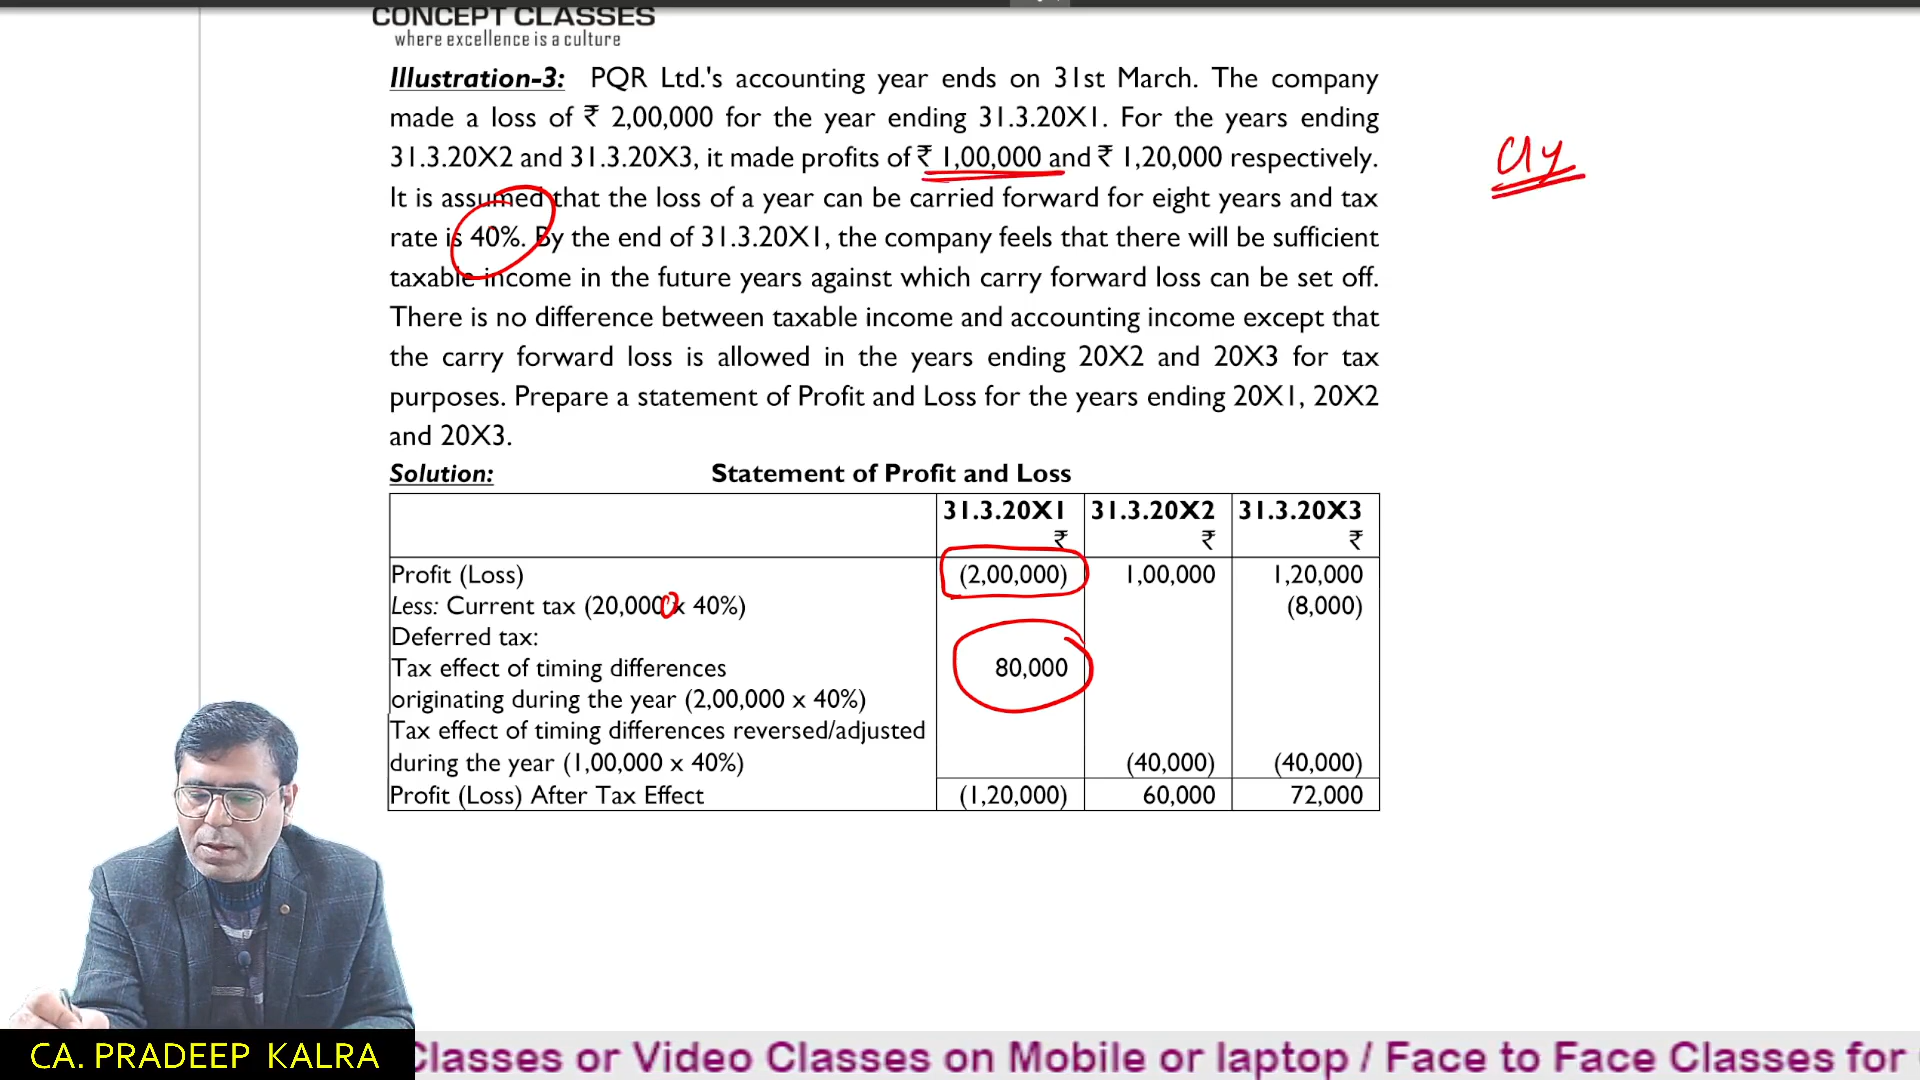 CONCEPT CLASSES
where excellence is a culture
Illustration-3: PQR Ltd.'s accounting year ends on 31st March. The company
made a loss of ₹ 2,00,000 for the year ending 31.3.20X1. For the years ending
31.3.20X2 and 31.3.20X3, it made profits of ₹ 1,00,000 and ₹ 1,20,000 respectively.
It is assumed that the loss of a year can be carried forward for eight years and tax
rate is 40%. By the end of 31.3.20X1, the company feels that there will be sufficient
taxable income in the future years against which carry forward loss can be set off.
There is no difference between taxable income and accounting income except that
the carry forward loss is allowed in the years ending 20X2 and 20X3 for tax
purposes. Prepare a statement of Profit and Loss for the years ending 20X1, 20X2
and 20X3.
Solution: Statement of Profit and Loss
31.3.20X1 31.3.20X2 31.3.20X3
₹ ₹ ₹
Profit (Loss) (2,00,000) 1,00,000 1,20,000
Less: Current tax (20,000 x 40%) (8,000)
Deferred tax:
Tax effect of timing differences 80,000
originating during the year (2,00,000 x 40%)
Tax effect of timing differences reversed/adjusted
during the year (1,00,000 x 40%) (40,000) (40,000)
Profit (Loss) After Tax Effect (1,20,000) 60,000 72,000
CA. PRADEEP KALRA
Classes or Video Classes on Mobile or laptop / Face to Face Classes for